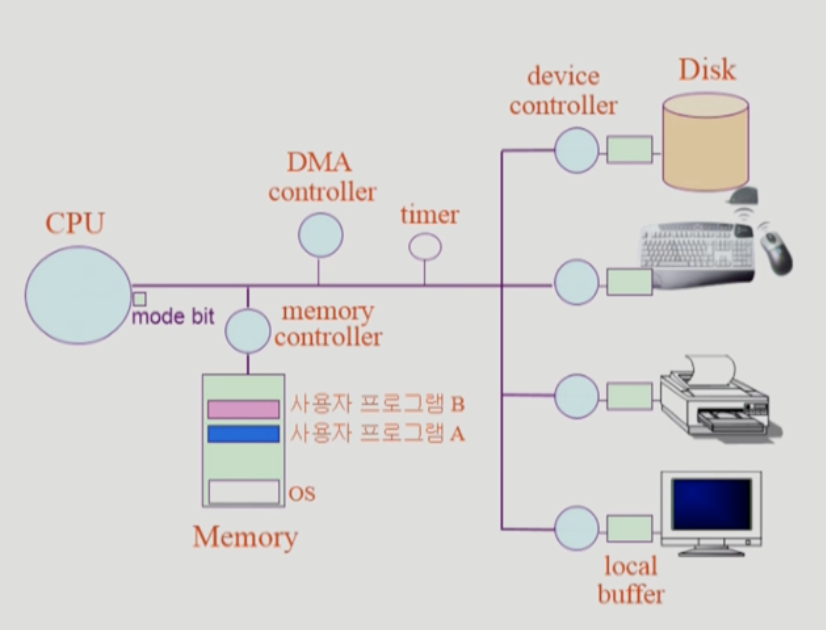 device
controller
Disk
DMA
controller
timer
CPU
mode bit
memory
controller
사용자 프로그램 B
사용자 프로그램 A
OS
Memory
local
buffer